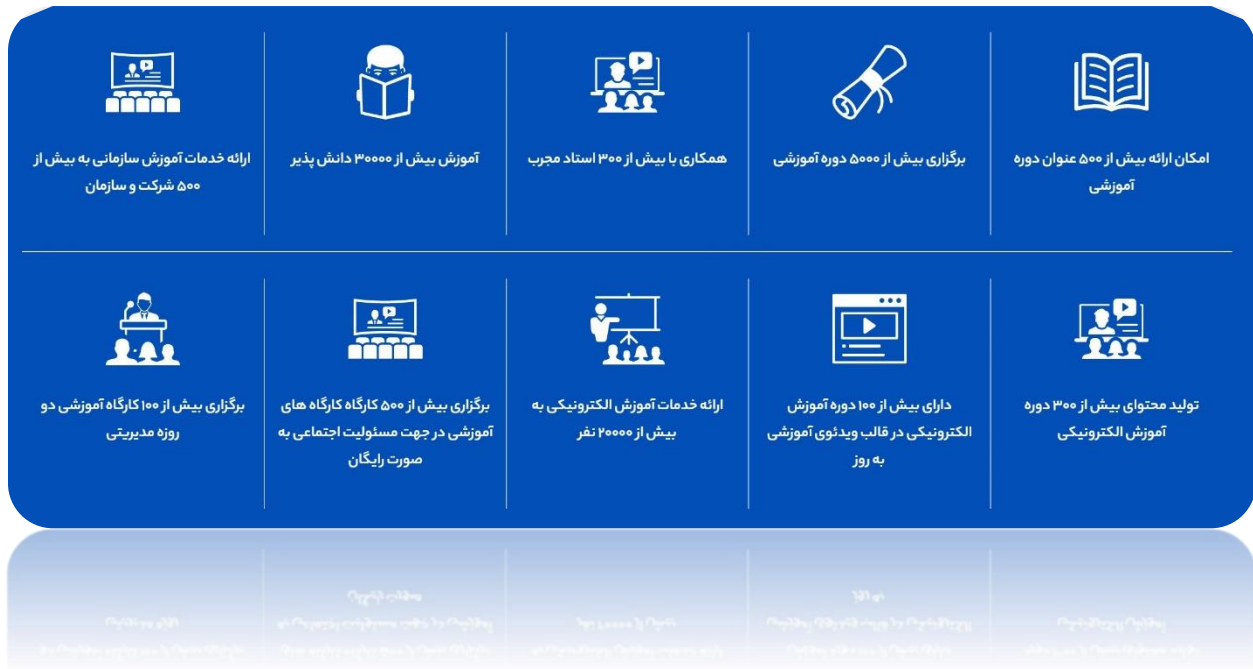 امکان ارائه بیش از ۵۰۰ عنوان دوره
آموزشی
برگزاری بیش از ۵۰۰۰ دوره آموزشی
همکاری با بیش از ۳۰۰ استاد مجرب
آموزش بیش از ۳۰۰۰۰ دانش پذیر
ارائه خدمات آموزش سازمانی به بیش از
۵۰۰ شرکت و سازمان
تولید محتوای بیش از ۳۰۰ دوره
آموزش الکترونیکی
دارای بیش از ۱۰۰ دوره آموزش
الکترونیکی در قالب ویدئوی آموزشی
به روز
ارائه خدمات آموزش الکترونیکی به
بیش از ۲۰۰۰۰ نفر
برگزاری بیش از ۵۰۰ کارگاه کارگاه های
آموزشی در جهت مسئولیت اجتماعی به
صورت رایگان
برگزاری بیش از ۱۰۰ کارگاه آموزشی دو
روزه مدیریتی